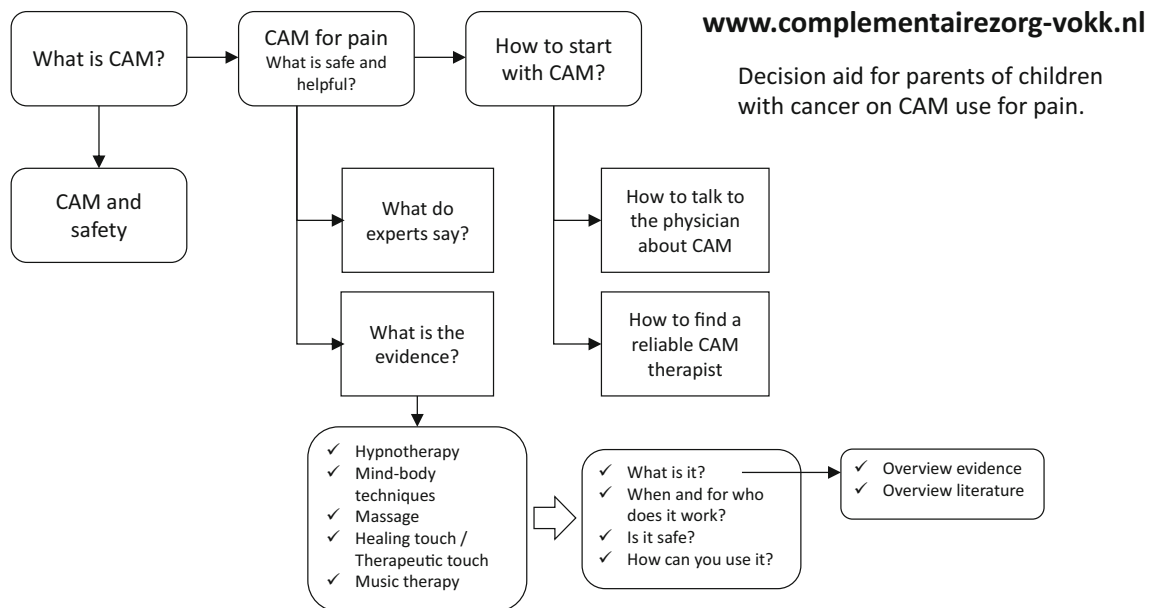 www.complementairezorg-vokk.nl
Decision aid for parents of children
with cancer on CAM use for pain.
What is CAM?
CAM for pain
What is safe and
helpful?
How to start
with CAM?
CAM and
safety
What do
experts say?
How to talk to
the physician
about CAM
What is the
evidence?
How to find a
reliable CAM
therapist
✓ Hypnotherapy
✓ Mind-body
techniques
✓ Massage
✓ Healing touch /
Therapeutic touch
✓ Music therapy
✓ What is it?
✓ When and for who
does it work?
✓ Is it safe?
✓ How can you use it?
✓ Overview evidence
✓ Overview literature